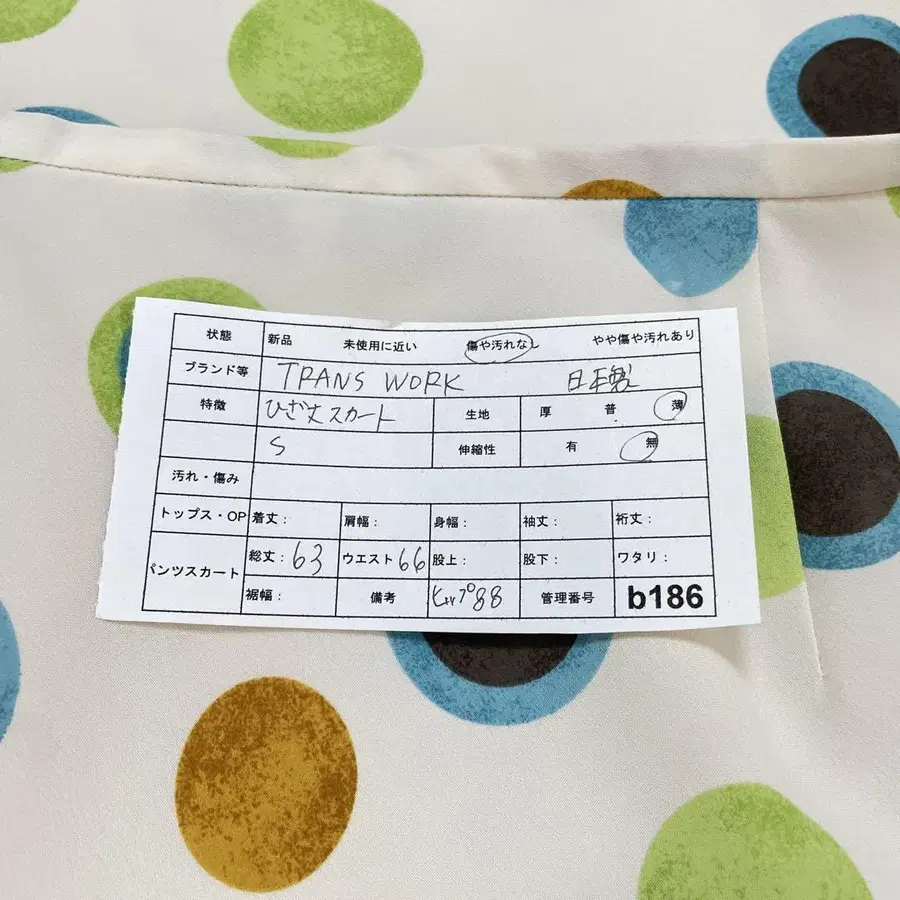 状態 新品 未使用に近い 傷や汚れなし やや傷や汚れあり
ブランド等 TRANS WORK 日本製
特徴 ひざ丈スカート 生地 厚 普 薄
S 伸縮性 有 無
汚れ・傷み
トップス・OP 着丈： 肩幅： 身幅： 袖丈： 裄丈：
パンツスカート 総丈：63 ウエスト66 股上： 股下： ワタリ：
裾幅： 備考 ヒップ88 管理番号 b186